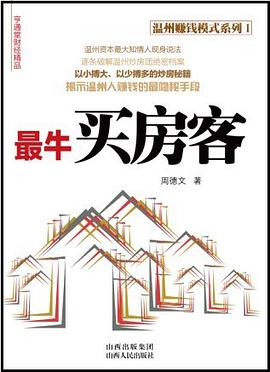 亨通堂财经精品
温州赚钱模式系列 I
温州资本最大知情人现身说法
逐条破解温州炒房团绝密档案
以小博大、以少博多的炒房秘籍
揭示温州人赚钱的最隐秘手段
最牛 买房客
周德文 著
山西出版集团
山西人民出版社